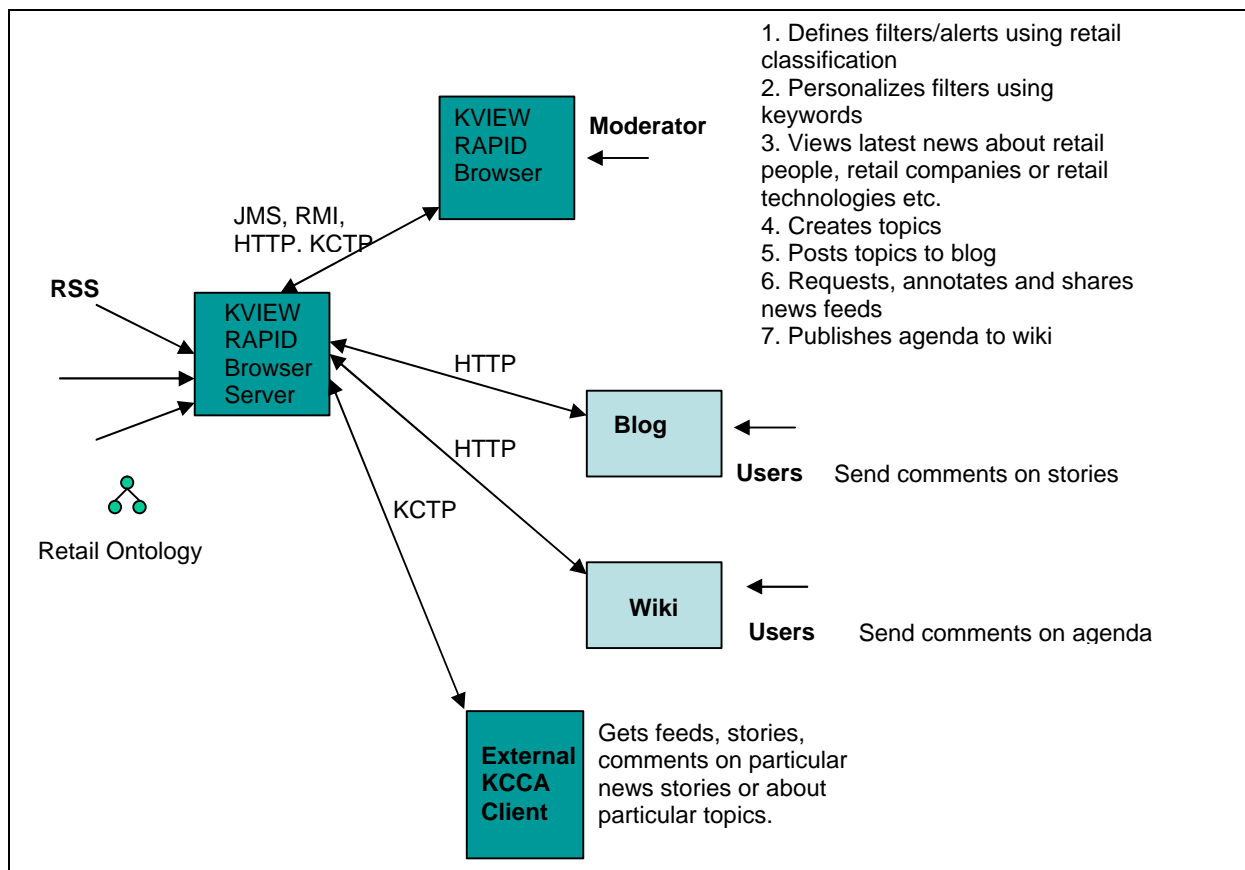 1. Defines filters/alerts using retail
classification
2. Personalizes filters using
keywords
3. Views latest news about retail
people, retail companies or retail
technologies etc.
4. Creates topics
5. Posts topics to blog
6. Requests, annotates and shares
news feeds
7. Publishes agenda to wiki
KVIEW
RAPID
Browser
Moderator
JMS, RMI,
HTTP. KCTP
RSS
KVIEW
RAPID
Browser
Server
HTTP
Blog
Users Send comments on stories
HTTP
KCTP
Retail Ontology
Wiki
Users Send comments on agenda
External
KCCA
Client
Gets feeds, stories,
comments on particular
news stories or about
particular topics.